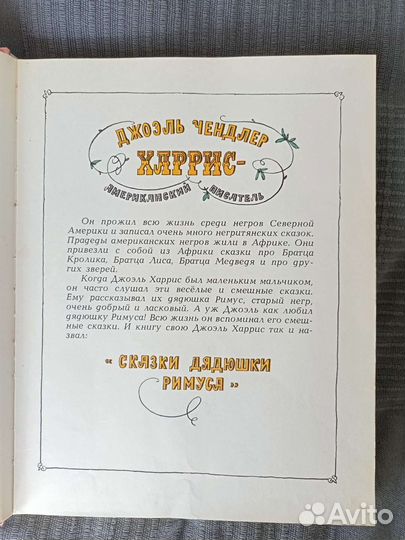 ДЖОЭЛЬ ЧЕНДЛЕР
ХАРРИС-
АМЕРИКАНСКИЙ ПИСАТЕЛЬ
Он прожил всю жизнь среди негров Северной
Америки и записал очень много негритянских сказок.
Прадеды американских негров жили в Африке. Они
привезли с собой из Африки сказки про Братца
Кролика, Братца Лиса, Братца Медведя и про дру-
гих зверей.
Когда Джоэль Харрис был маленьким мальчиком,
он часто слушал эти весёлые и смешные сказки.
Ему рассказывал их дядюшка Римус, старый негр,
очень добрый и ласковый. А уж Джоэль как любил
дядюшку Римуса! Всю жизнь он вспоминал его смеш-
ные сказки. И книгу свою Джоэль Харрис так и на-
звал:
« СКАЗКИ ДЯДЮШКИ
РИМУСА »
Avito